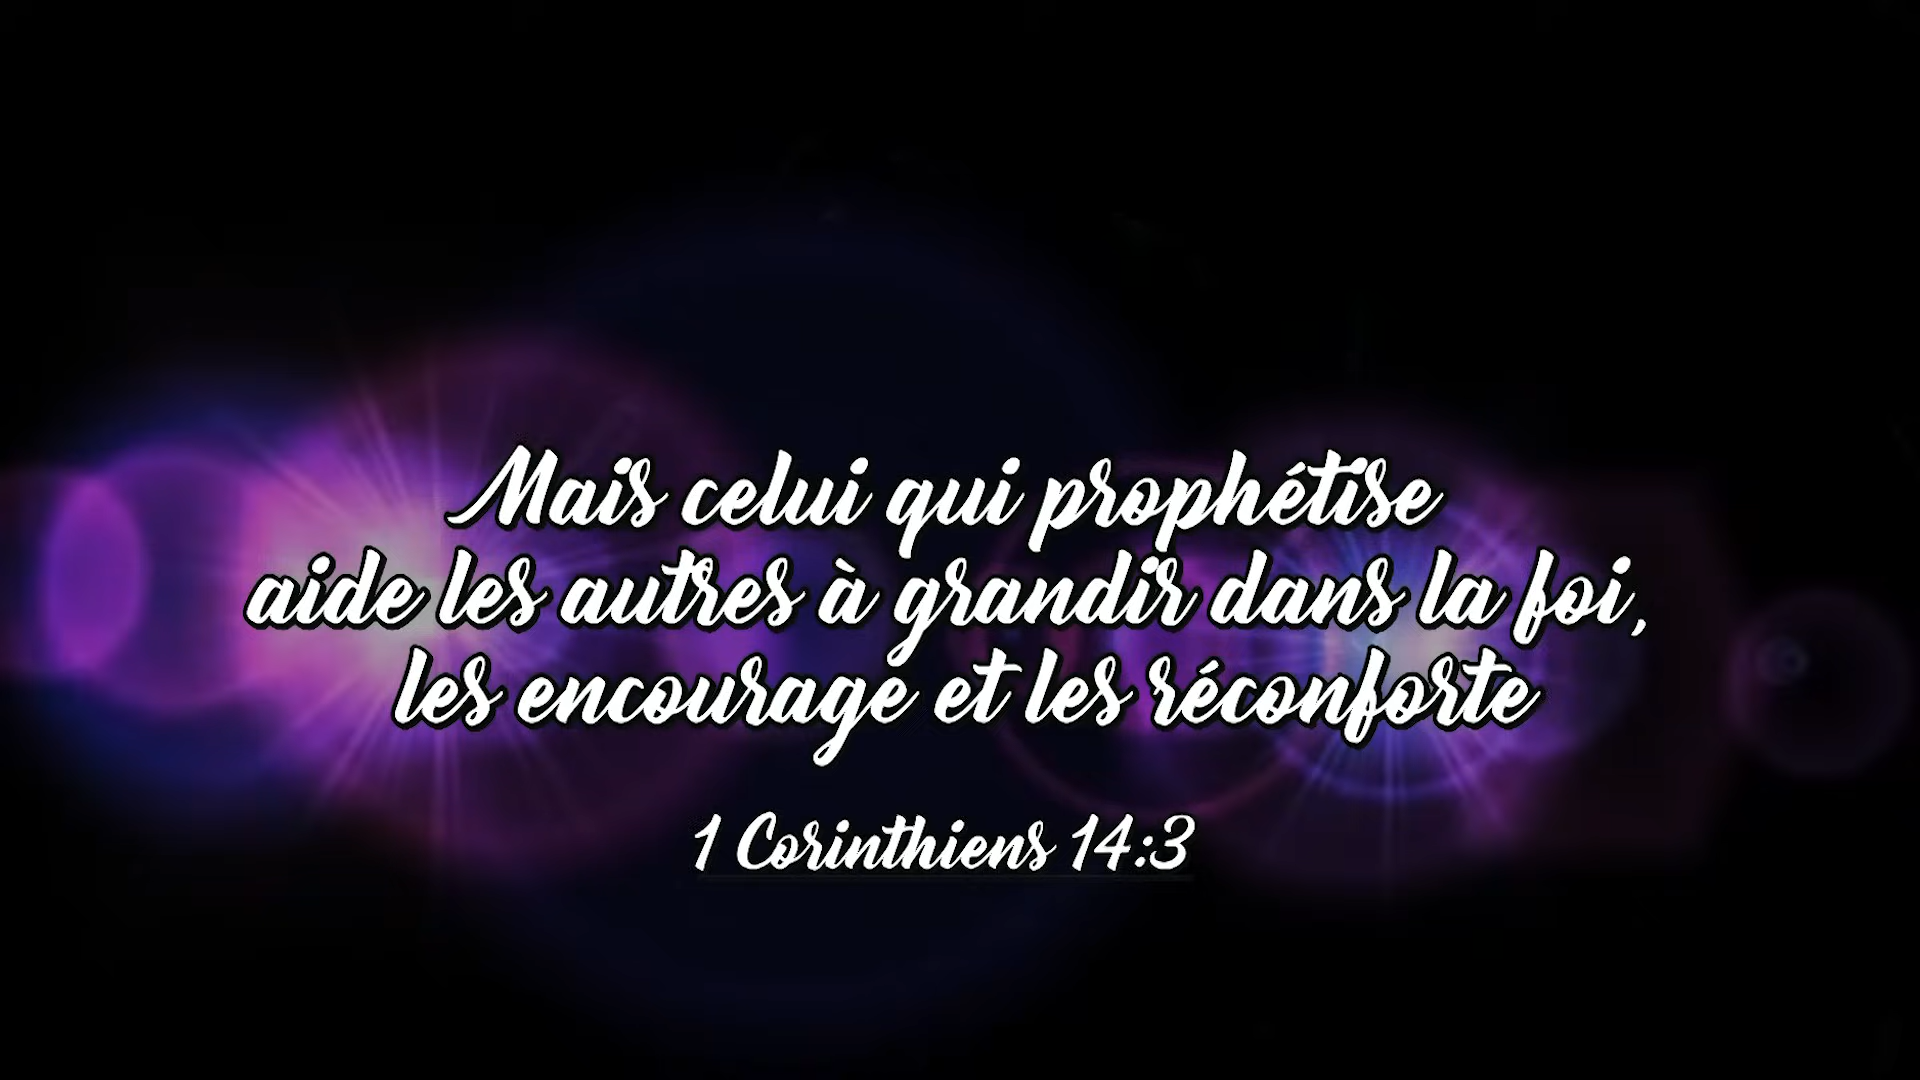 Mais celui qui prophétise
aide les autres à grandir dans la foi,
les encourage et les réconforte
1 Corinthiens 14:3